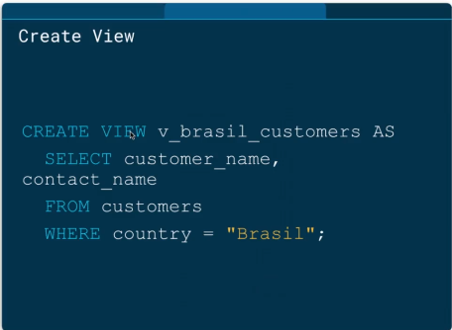 Create View
CREATE VIEW v_brasil_customers AS
SELECT customer_name,
contact_name
FROM customers
WHERE country = "Brasil";